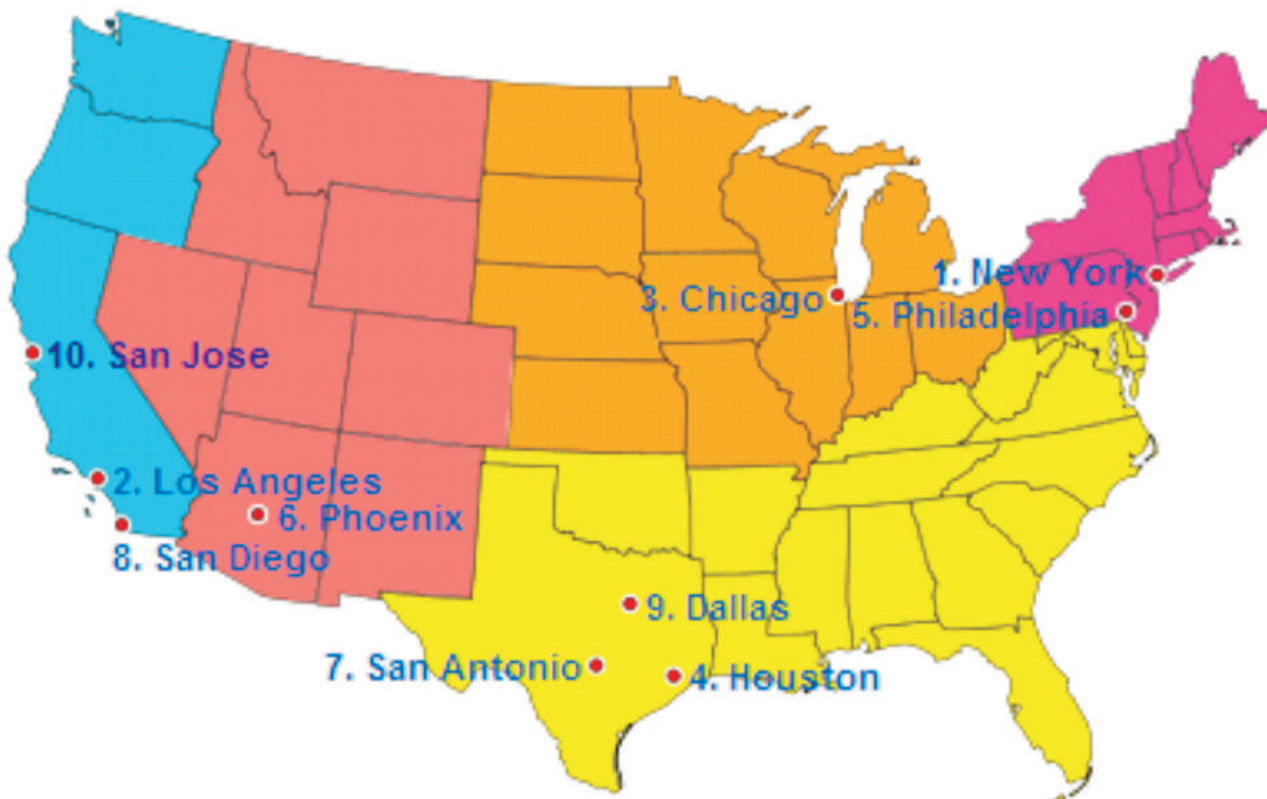 1. New York
3. Chicago
5. Philadelphia
10. San Jose
2. Los Angeles
6. Phoenix
8. San Diego
9. Dallas
7. San Antonio
4. Houston